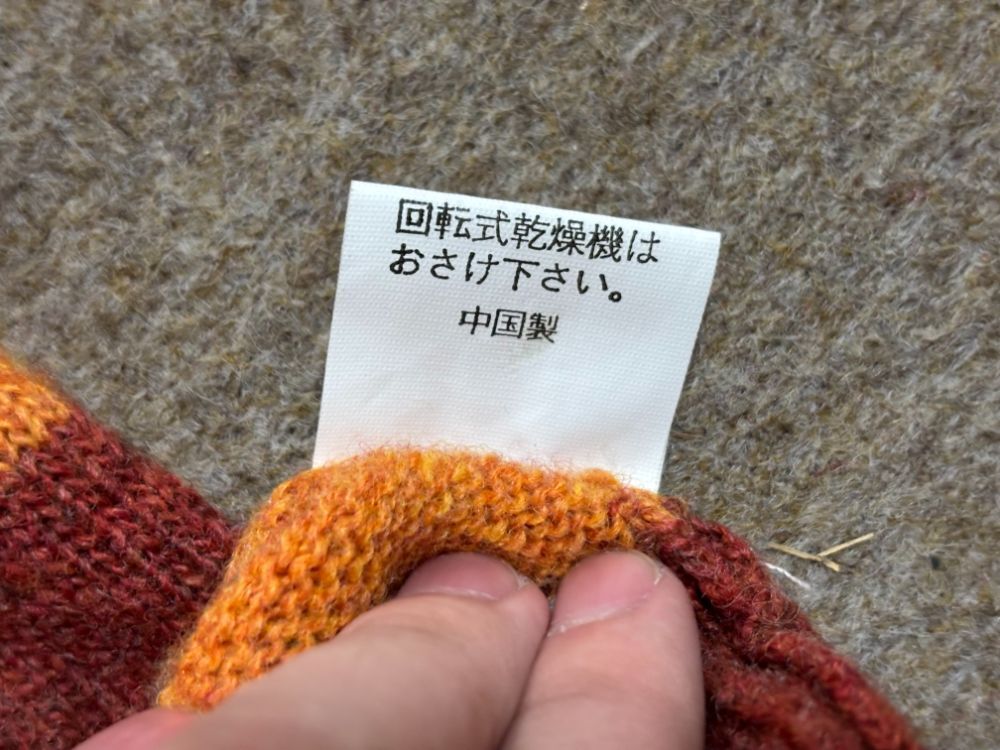 回転式乾燥機は
おさけ下さい。
中国製